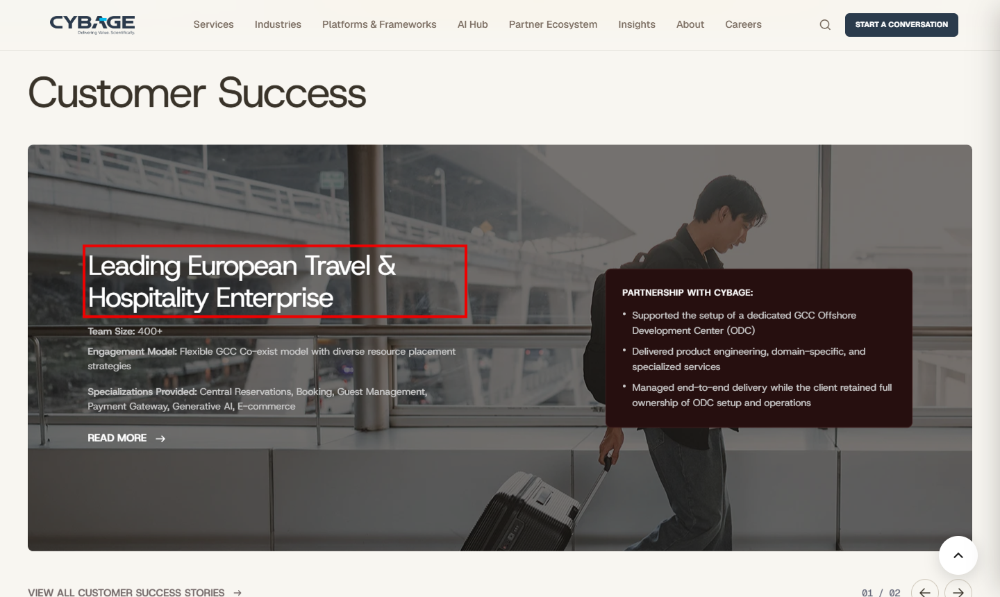 CYBAGE
Delivering Value. Scientifically.
Services
Industries
Platforms & Frameworks
AI Hub
Partner Ecosystem
Insights
About
Careers
START A CONVERSATION
Customer Success
Leading European Travel &
Hospitality Enterprise
Team Size: 400+
Engagement Model: Flexible GCC Co-exist model with diverse resource placement
strategies
Specializations Provided: Central Reservations, Booking, Guest Management,
Payment Gateway, Generative AI, E-commerce
READ MORE →
PARTNERSHIP WITH CYBAGE:
• Supported the setup of a dedicated GCC Offshore
Development Center (ODC)
• Delivered product engineering, domain-specific, and
specialized services
• Managed end-to-end delivery while the client retained full
ownership of ODC setup and operations
VIEW ALL CUSTOMER SUCCESS STORIES →
01 / 02